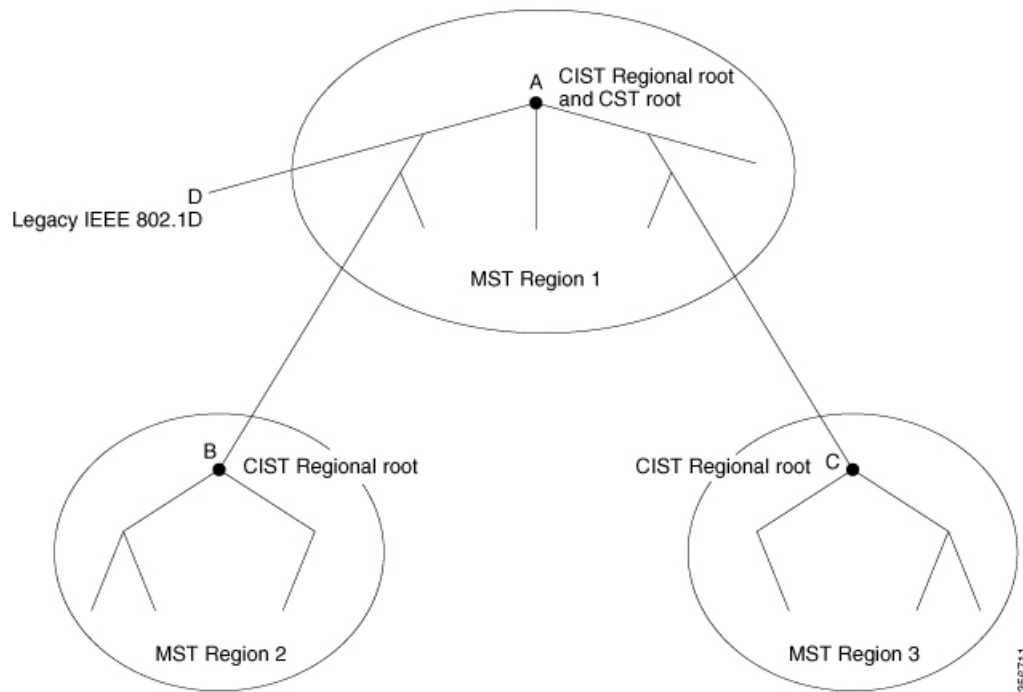 A
CIST Regional root
and CST root
D
Legacy IEEE 802.1D
MST Region 1
B
CIST Regional root
CIST Regional root
C
MST Region 2
MST Region 3